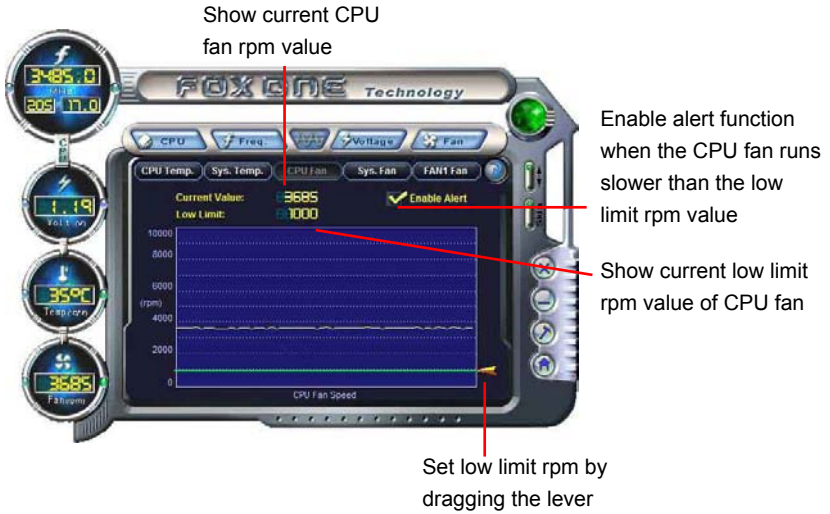 Show current CPU
fan rpm value
3485.0
MHz
205 17.0
CPU
FOX ONE Technology
CPU Freq. Voltage Fan
CPU Temp. Sys. Temp. CPU Fan Sys. Fan FAN1 Fan ?
Current Value: 3685 Enable Alert
Low Limit: 1000
Enable alert function
when the CPU fan runs
slower than the low
limit rpm value
Show current low limit
rpm value of CPU fan
1.19
35°C
3685
10000
8000
6000
(rpm)
4000
2000
0
CPU Fan Speed
Set low limit rpm by
dragging the lever